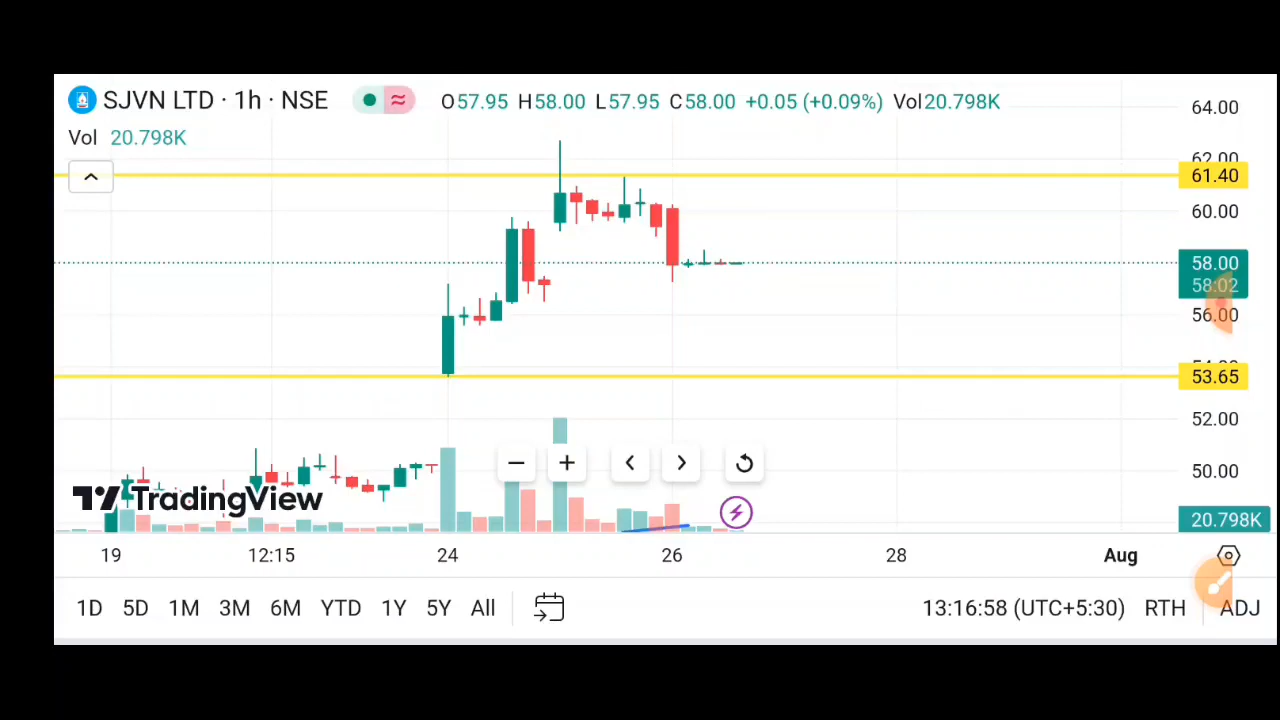 SJVN LTD · 1h · NSE O57.95 H58.00 L57.95 C58.00 +0.05 (+0.09%) Vol20.798K
Vol 20.798K
64.00
62.00
61.40
60.00
58.00
58:02
56.00
54.00
53.65
52.00
50.00
TradingView
20.798K
19 12:15 24 26 28 Aug
1D 5D 1M 3M 6M YTD 1Y 5Y All 13:16:58 (UTC+5:30) RTH ADJ